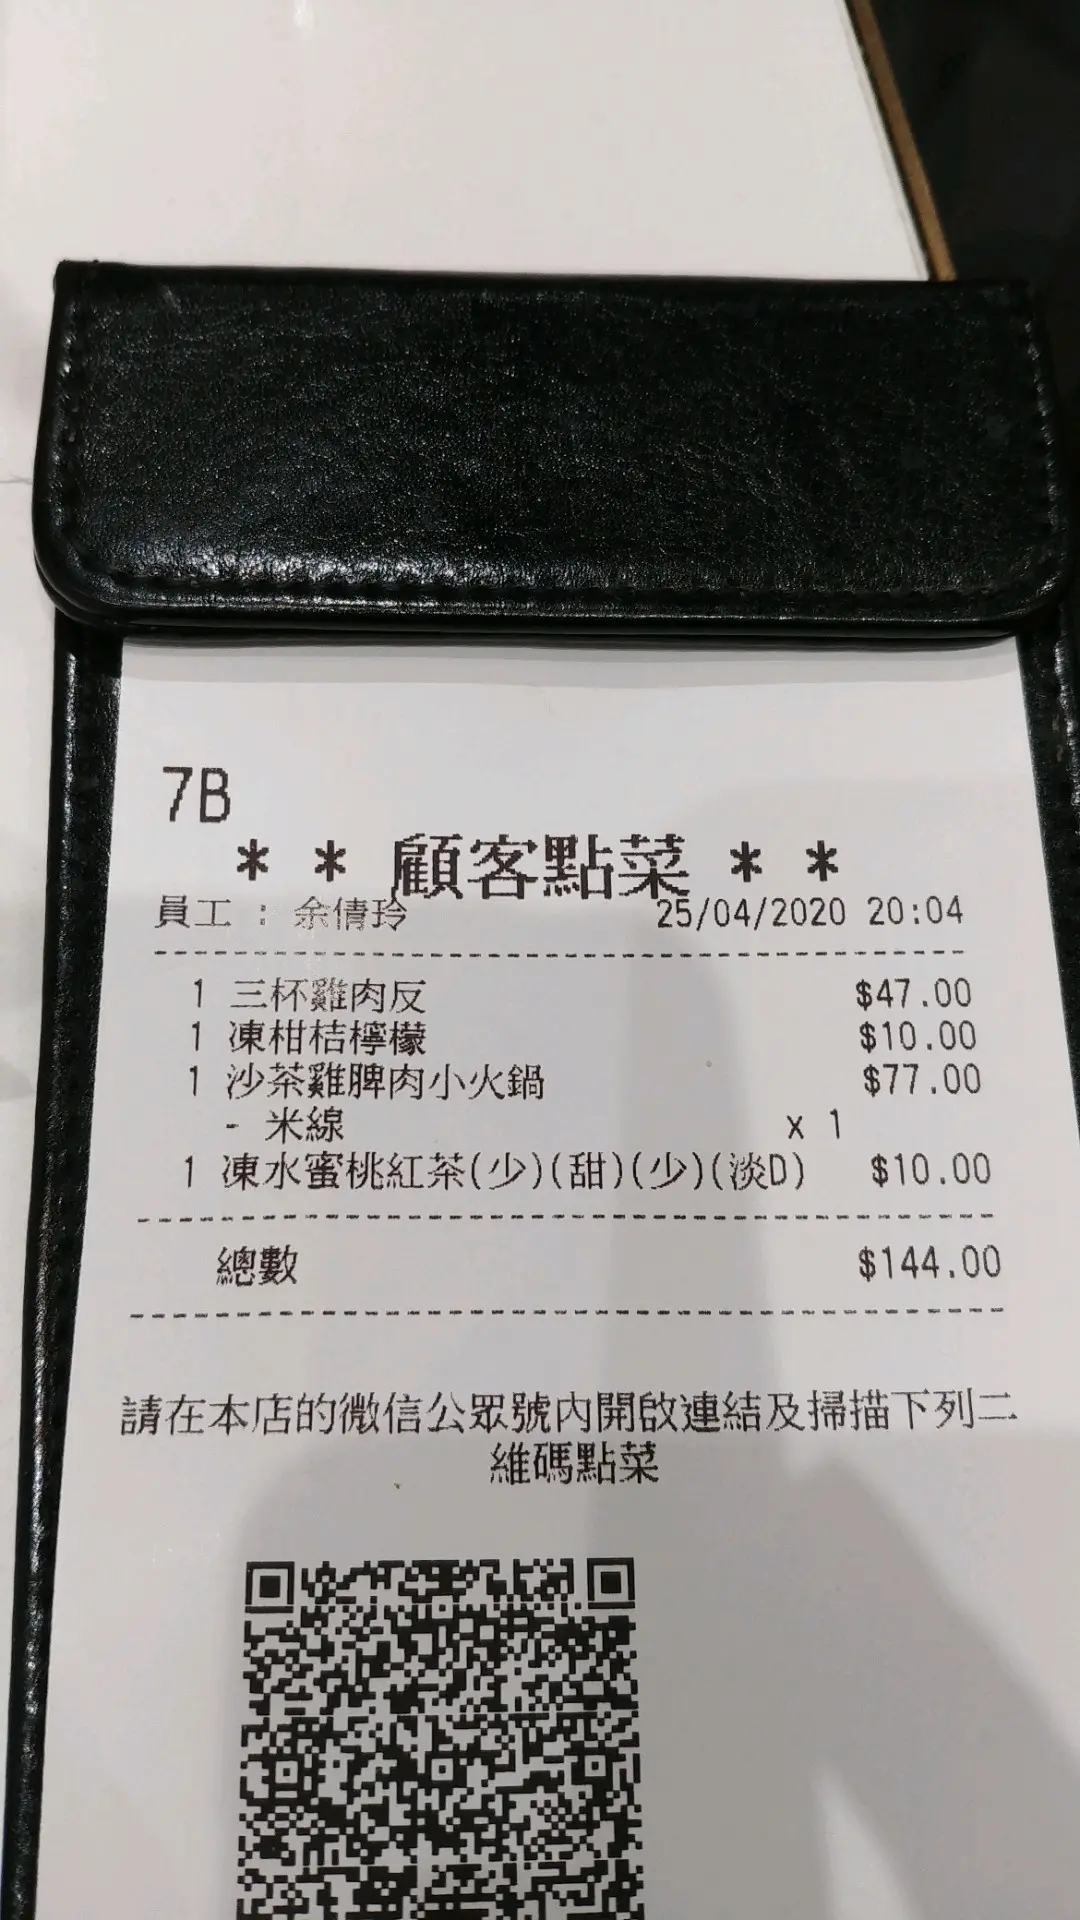 7B
* * 顧客點菜 * *
員工 : 余倩玲 25/04/2020 20:04
1 三杯雞肉反 $47.00
1 凍柑桔檸檬 $10.00
1 沙茶雞脾肉小火鍋 $77.00
- 米線 x 1
1 凍水蜜桃紅茶(少)(甜)(少)(淡D) $10.00
總數 $144.00
請在本店的微信公眾號內開啟連結及掃描下列二
維碼點菜